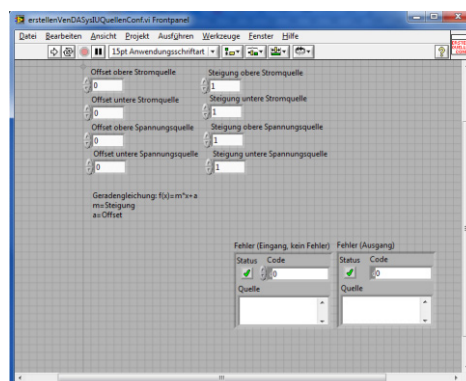 erstellenVenDASysIUQuellenConf.vi Frontpanel
Datei Bearbeiten Ansicht Projekt Ausführen Werkzeuge Fenster Hilfe
15pt Anwendungsschriftart
Offset obere Stromquelle Steigung obere Stromquelle
0 1
Offset untere Stromquelle Steigung untere Stromquelle
0 1
Offset obere Spannungsquelle Steigung obere Spannungsquelle
0 1
Offset untere Spannungsquelle Steigung untere Spannungsquelle
0 1
Geradengleichung: f(x)=m*x+a
m=Steigung
a=Offset
Fehler (Eingang, kein Fehler) Fehler (Ausgang)
Status Code Status Code
0 0
Quelle Quelle